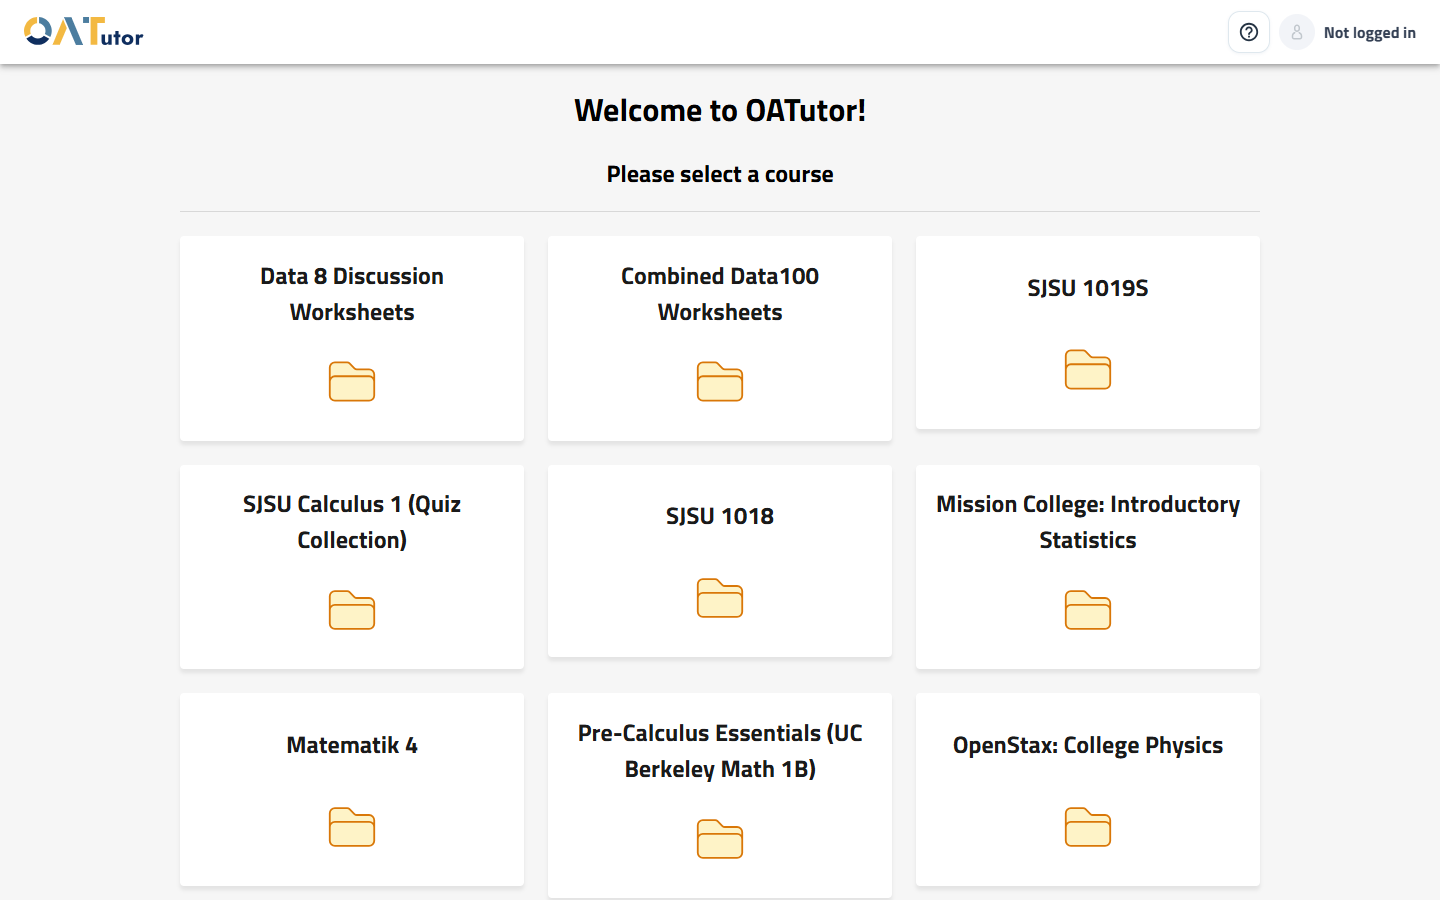 OATutor
Not logged in
Welcome to OATutor!
Please select a course
Data 8 Discussion
Worksheets
Combined Data100
Worksheets
SJSU 1019S
SJSU Calculus 1 (Quiz
Collection)
SJSU 1018
Mission College: Introductory
Statistics
Matematik 4
Pre-Calculus Essentials (UC
Berkeley Math 1B)
OpenStax: College Physics